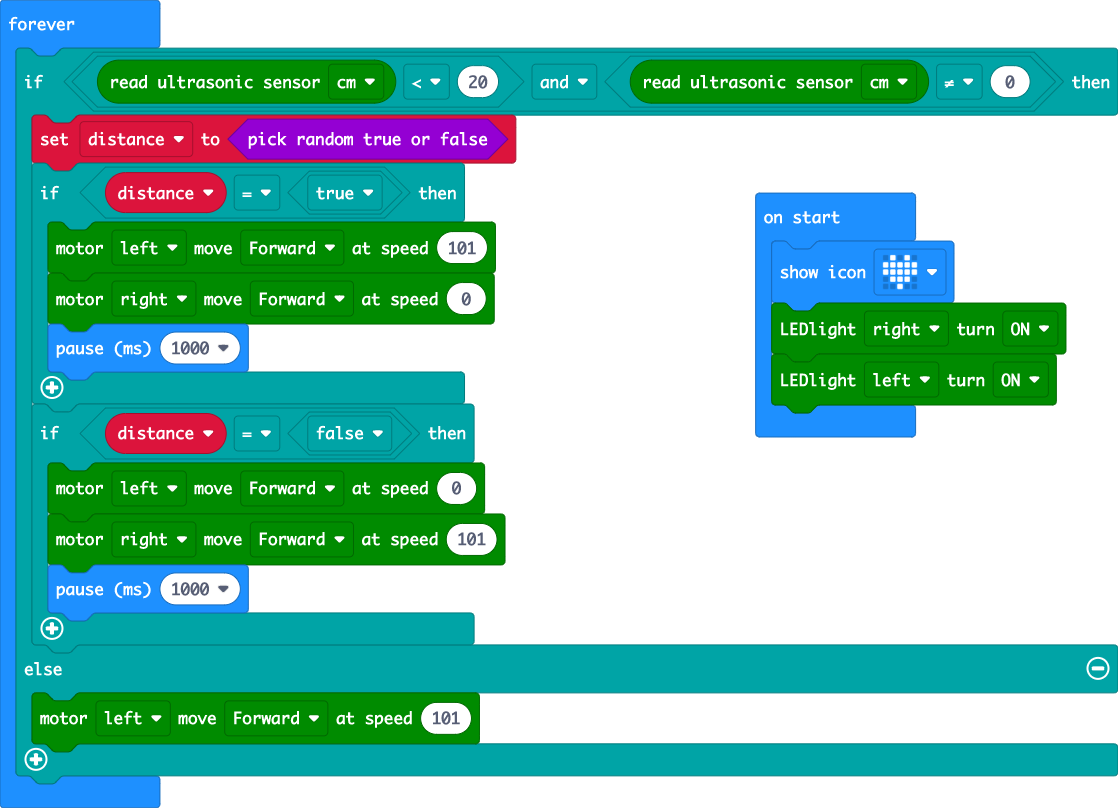 forever
if read ultrasonic sensor cm < 20 and read ultrasonic sensor cm ≠ 0 then
set distance to pick random true or false
if distance = true then
motor left move Forward at speed 101
motor right move Forward at speed 0
pause (ms) 1000
if distance = false then
motor left move Forward at speed 0
motor right move Forward at speed 101
pause (ms) 1000
else
motor left move Forward at speed 101
on start
show icon
LEDlight right turn ON
LEDlight left turn ON